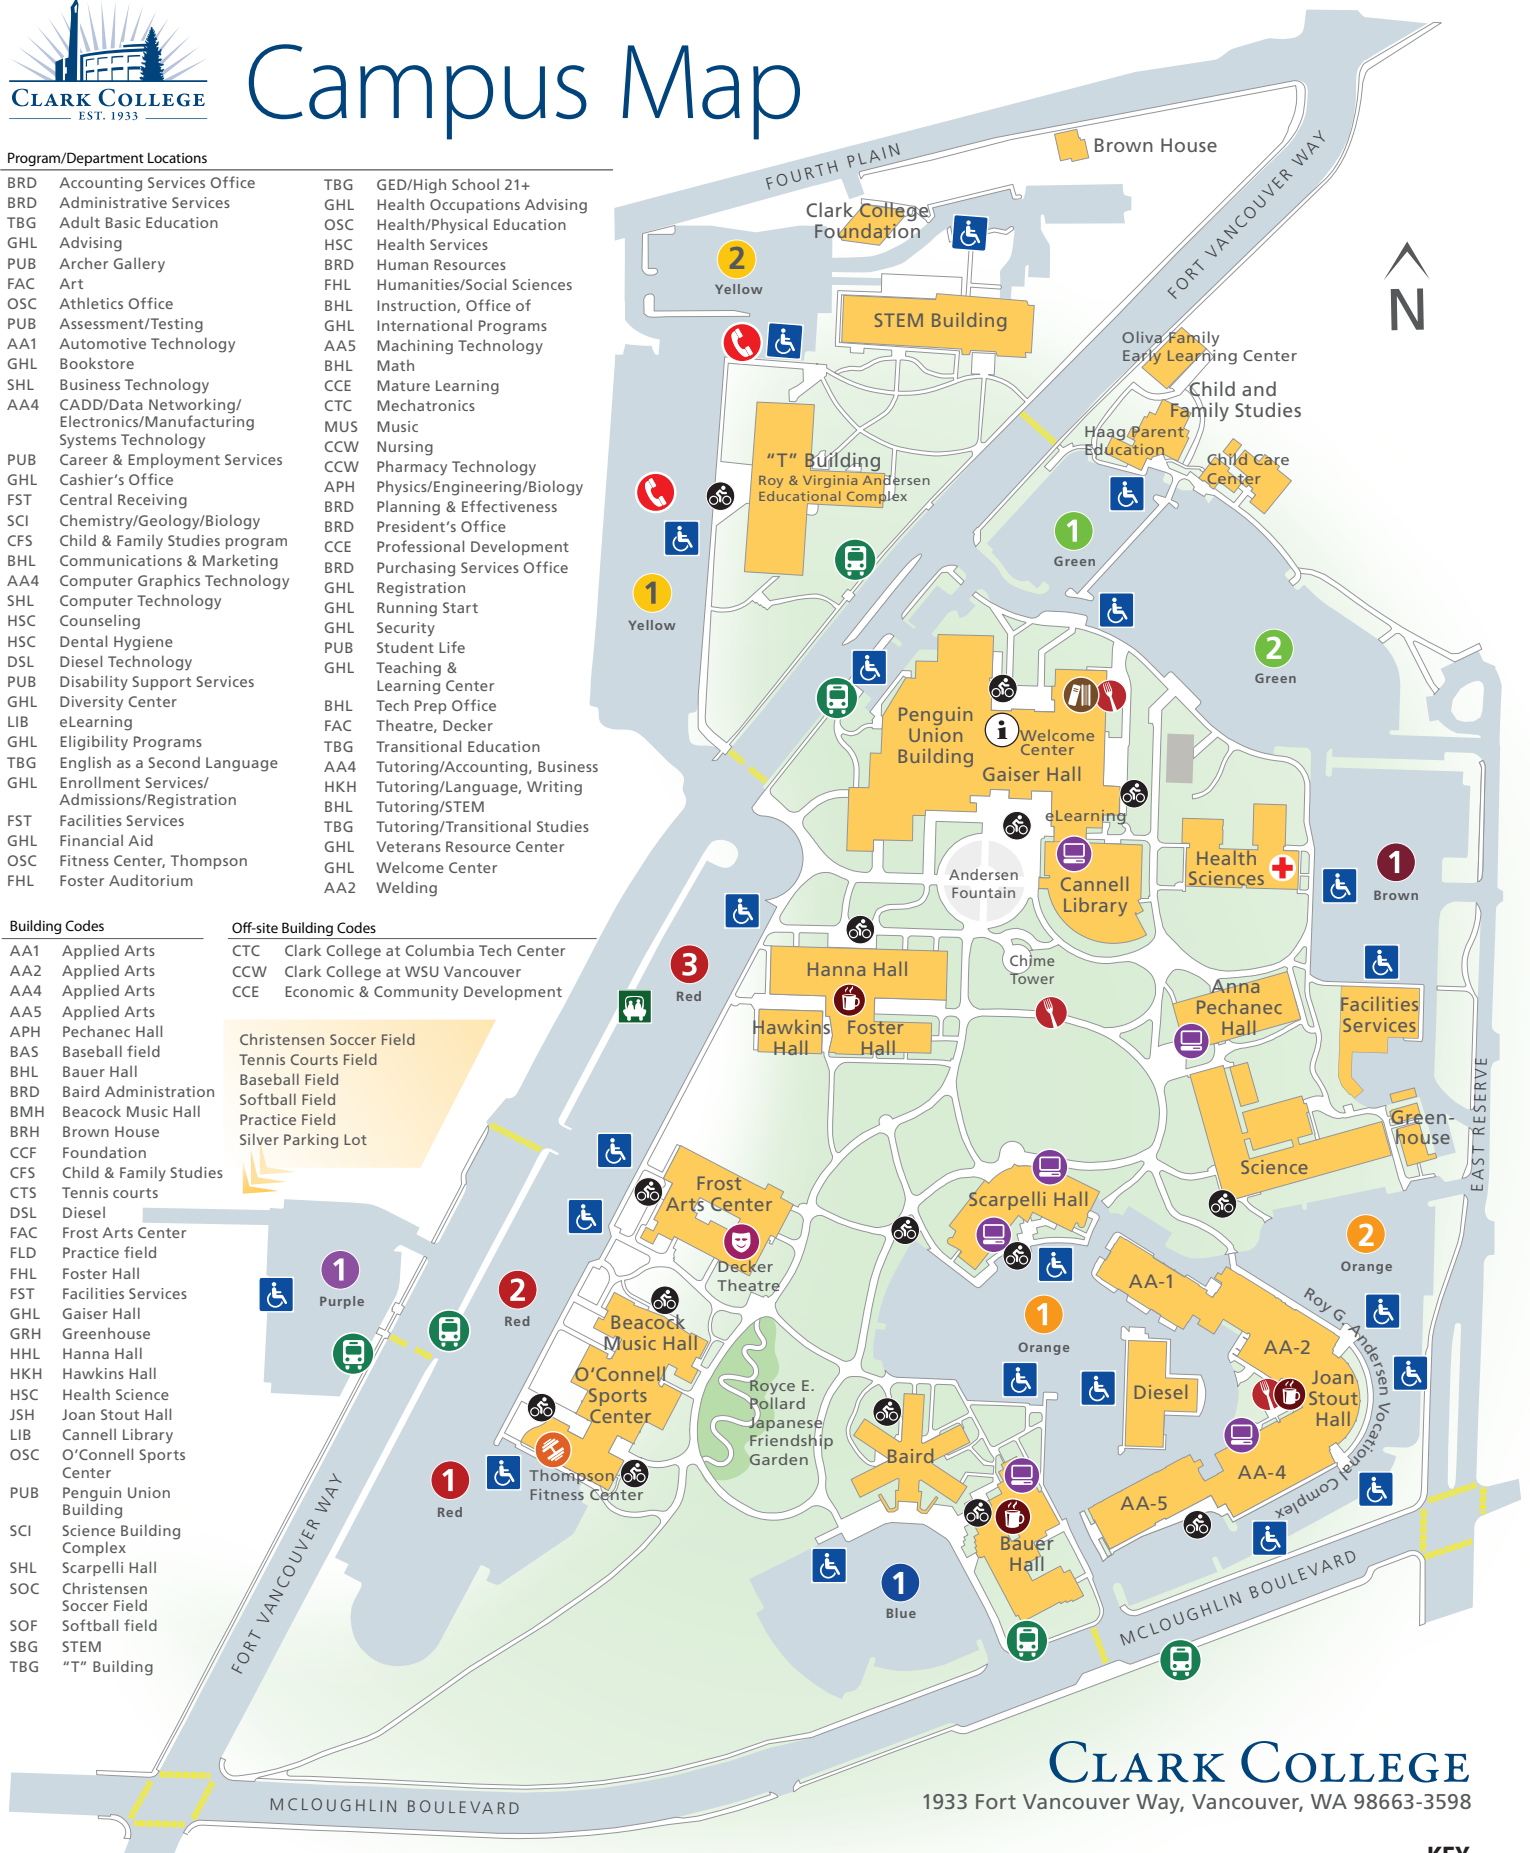 CLARK COLLEGE
EST. 1933
Campus Map
Program/Department Locations
BRD Accounting Services Office
BRD Administrative Services
TBG Adult Basic Education
GHL Advising
PUB Archer Gallery
FAC Art
OSC Athletics Office
PUB Assessment/Testing
AA1 Automotive Technology
GHL Bookstore
SHL Business Technology
AA4 CADD/Data Networking/
Electronics/Manufacturing
Systems Technology
PUB Career & Employment Services
GHL Cashier's Office
FST Central Receiving
SCI Chemistry/Geology/Biology
CFS Child & Family Studies program
BHL Communications & Marketing
AA4 Computer Graphics Technology
SHL Computer Technology
HSC Counseling
HSC Dental Hygiene
DSL Diesel Technology
PUB Disability Support Services
GHL Diversity Center
LIB eLearning
GHL Eligibility Programs
TBG English as a Second Language
GHL Enrollment Services/
Admissions/Registration
FST Facilities Services
GHL Financial Aid
OSC Fitness Center, Thompson
FHL Foster Auditorium
TBG GED/High School 21+
GHL Health Occupations Advising
OSC Health/Physical Education
HSC Health Services
BRD Human Resources
FHL Humanities/Social Sciences
BHL Instruction, Office of
GHL International Programs
AA5 Machining Technology
BHL Math
CCE Mature Learning
CTC Mechatronics
MUS Music
CCW Nursing
CCW Pharmacy Technology
APH Physics/Engineering/Biology
BRD Planning & Effectiveness
BRD President's Office
CCE Professional Development
BRD Purchasing Services Office
GHL Registration
GHL Running Start
GHL Security
PUB Student Life
GHL Teaching &
Learning Center
BHL Tech Prep Office
FAC Theatre, Decker
TBG Transitional Education
AA4 Tutoring/Accounting, Business
HKH Tutoring/Language, Writing
BHL Tutoring/STEM
TBG Tutoring/Transitional Studies
GHL Veterans Resource Center
GHL Welcome Center
AA2 Welding
Building Codes
AA1 Applied Arts
AA2 Applied Arts
AA4 Applied Arts
AA5 Applied Arts
APH Pechanec Hall
BAS Baseball field
BHL Bauer Hall
BRD Baird Administration
BMH Beacock Music Hall
BRH Brown House
CCF Foundation
CFS Child & Family Studies
CTS Tennis courts
DSL Diesel
FAC Frost Arts Center
FLD Practice field
FHL Foster Hall
FST Facilities Services
GHL Gaiser Hall
GRH Greenhouse
HHL Hanna Hall
HKH Hawkins Hall
HSC Health Science
JSH Joan Stout Hall
LIB Cannell Library
OSC O'Connell Sports
Center
PUB Penguin Union
Building
SCI Science Building
Complex
SHL Scarpelli Hall
SOC Christensen
Soccer Field
SOF Softball field
SBG STEM
TBG "T" Building
Off-site Building Codes
CTC Clark College at Columbia Tech Center
CCW Clark College at WSU Vancouver
CCE Economic & Community Development
Christensen Soccer Field
Tennis Courts Field
Baseball Field
Softball Field
Practice Field
Silver Parking Lot
FOURTH PLAIN
Brown House
FORT VANCOUVER WAY
N
Clark College
Foundation
2
Yellow
STEM Building
Oliva Family
Early Learning Center
Child and
Family Studies
Haag Parent
Education
Child Care
Center
"T" Building
Roy & Virginia Andersen
Educational Complex
1
Yellow
1
Green
2
Green
Penguin
Union
Building
i
Welcome
Center
Gaiser Hall
eLearning
Andersen
Fountain
Cannell
Library
Health
Sciences
1
Brown
3
Red
Hanna Hall
Chime
Tower
Hawkins
Hall
Foster
Hall
Anna
Pechanec
Hall
Facilities
Services
Green-
house
EAST RESERVE
Science
Frost
Arts Center
Decker
Theatre
Scarpelli Hall
2
Orange
1
Purple
2
Red
Beacock
Music Hall
O'Connell
Sports
Center
Thompson
Fitness Center
1
Red
Royce E.
Pollard
Japanese
Friendship
Garden
1
Orange
AA-1
AA-2
Diesel
Joan
Stout
Hall
AA-4
AA-5
Roy G. Andersen Vocational Complex
Baird
Bauer
Hall
1
Blue
FORT VANCOUVER WAY
MCLOUGHLIN BOULEVARD
MCLOUGHLIN BOULEVARD
CLARK COLLEGE
1933 Fort Vancouver Way, Vancouver, WA 98663-3598
KEY